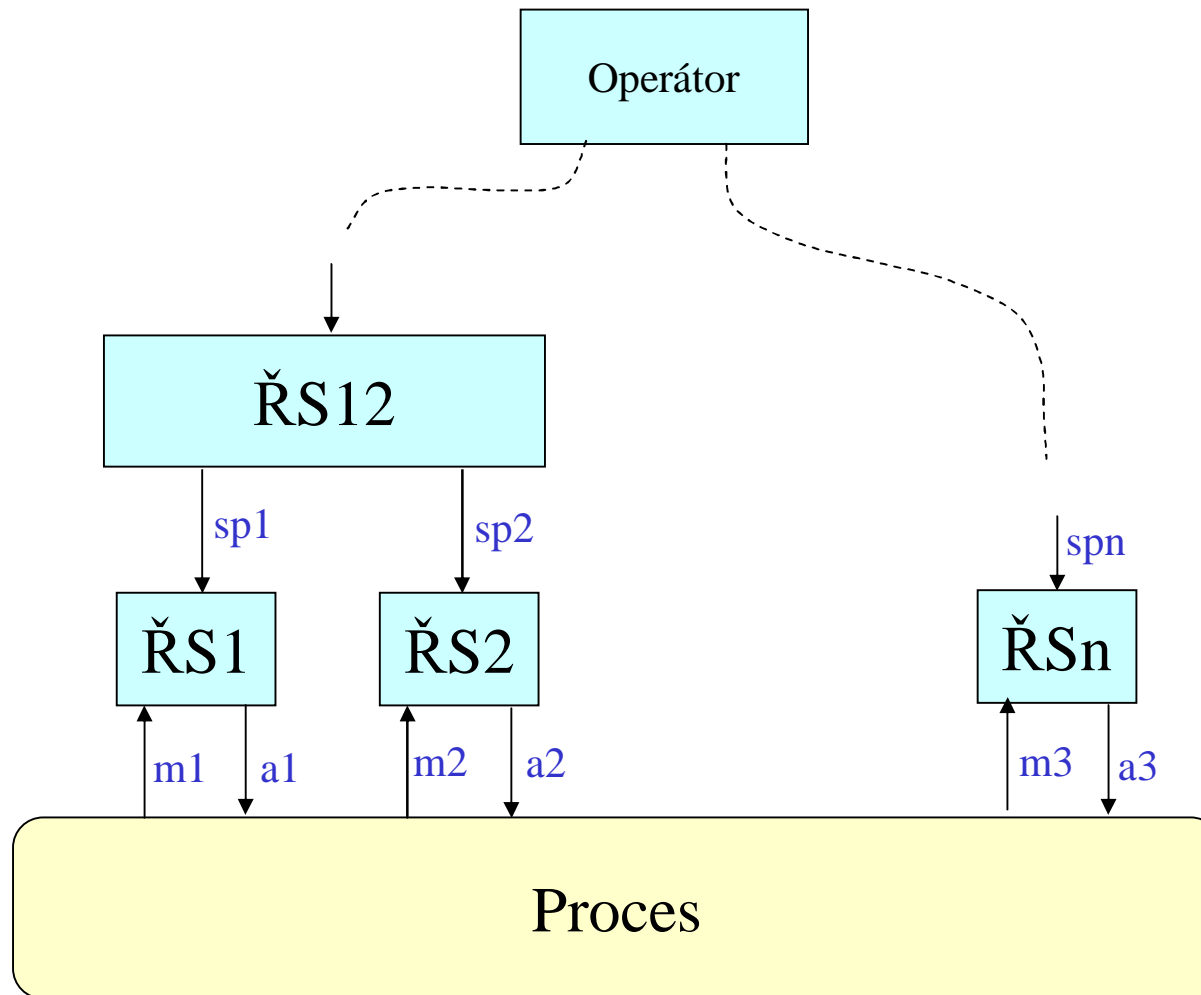 Operátor
ŘS12
sp1
sp2
spn
ŘS1
ŘS2
ŘSn
m1
a1
m2
a2
m3
a3
Proces